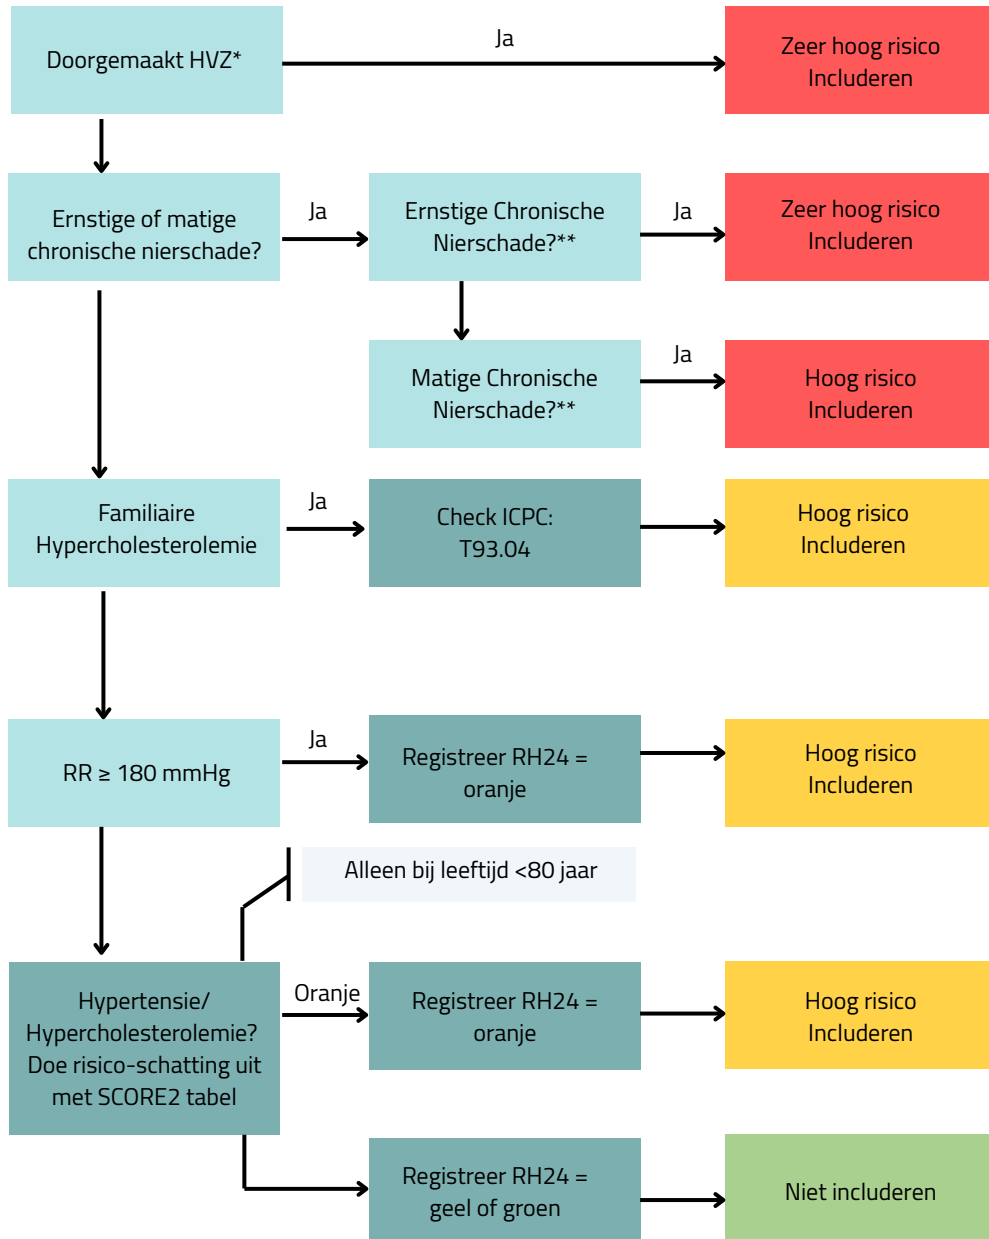 Doorgemaakt HVZ*
Ja
Zeer hoog risico
Includeren
Ernstige of matige
chronische nierschade?
Ja
Ernstige Chronische
Nierschade?**
Ja
Zeer hoog risico
Includeren
Matige Chronische
Nierschade?**
Ja
Hoog risico
Includeren
Familiaire
Hypercholesterolemie
Ja
Check ICPC:
T93.04
Hoog risico
Includeren
RR ≥ 180 mmHg
Ja
Registreer RH24 =
oranje
Hoog risico
Includeren
Alleen bij leeftijd <80 jaar
Hypertensie/
Hypercholesterolemie?
Doe risico-schatting uit
met SCORE2 tabel
Oranje
Registreer RH24 =
oranje
Hoog risico
Includeren
Registreer RH24 =
geel of groen
Niet includeren